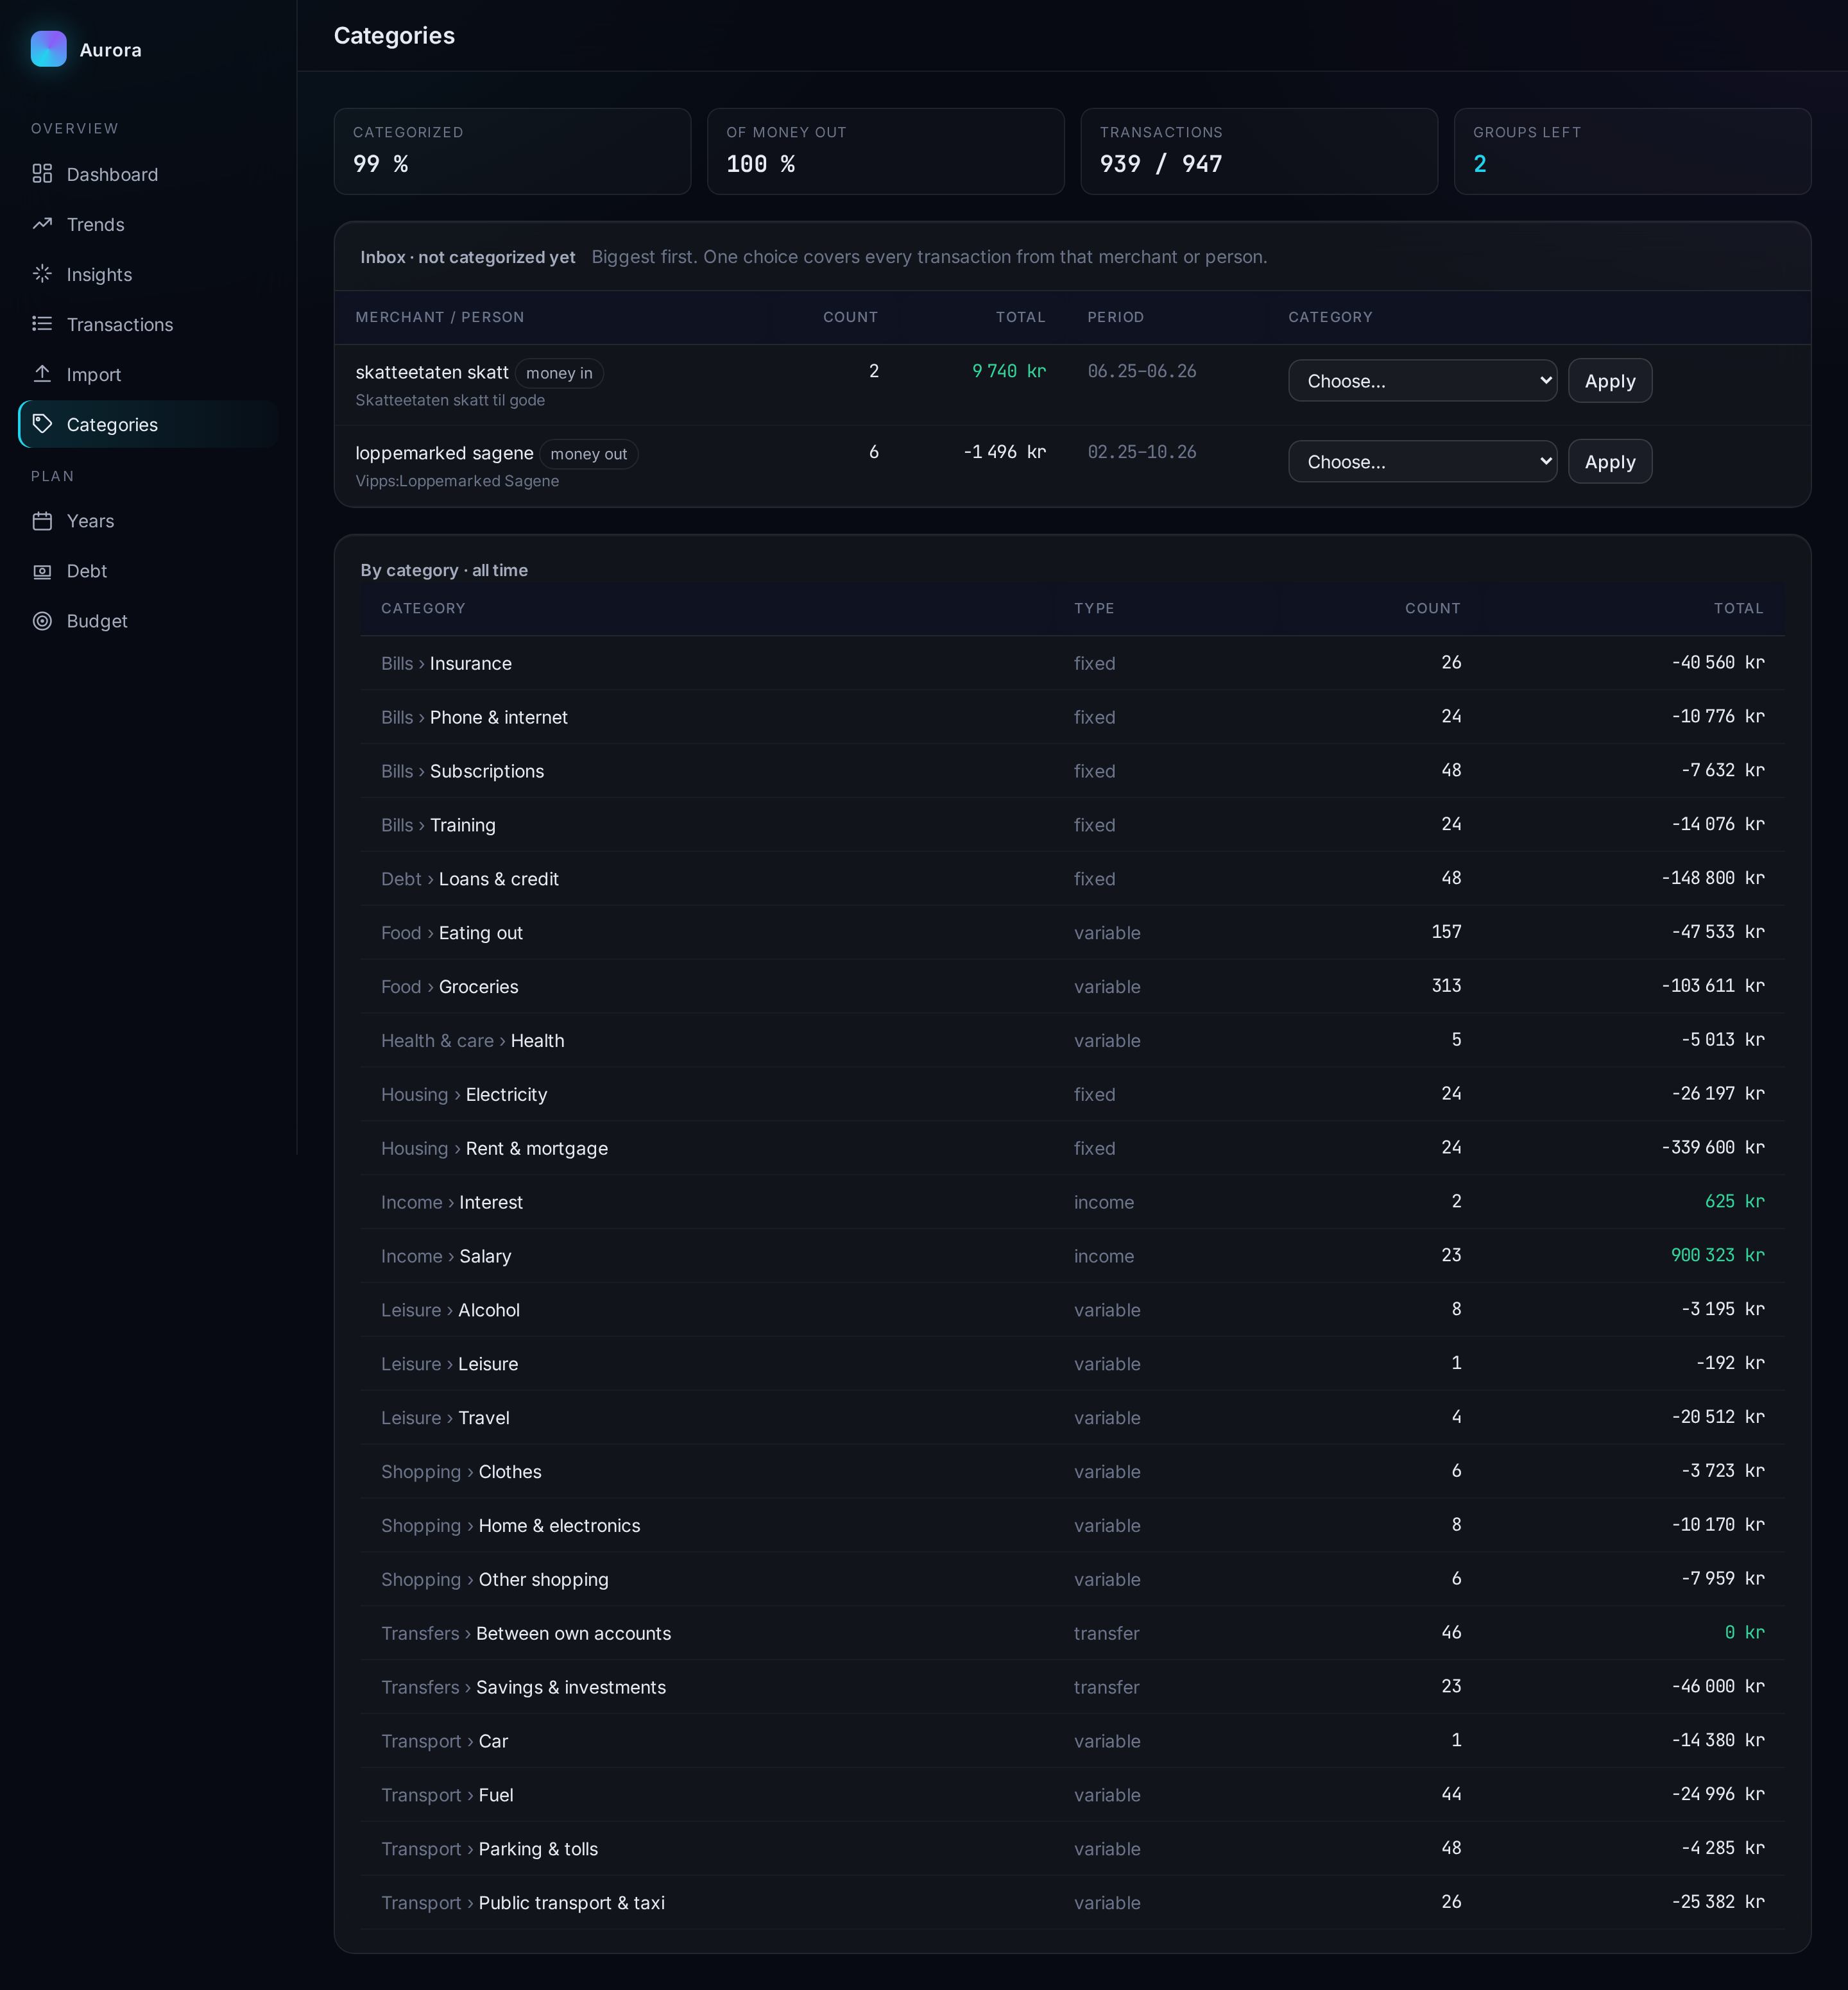 Aurora
OVERVIEW
Dashboard
Trends
Insights
Transactions
Import
Categories
PLAN
Years
Debt
Budget
Categories
CATEGORIZED
99 %
OF MONEY OUT
100 %
TRANSACTIONS
939 / 947
GROUPS LEFT
2
Inbox · not categorized yet Biggest first. One choice covers every transaction from that merchant or person.
MERCHANT / PERSON COUNT TOTAL PERIOD CATEGORY
skatteetaten skatt money in 2 9 740 kr 06.25–06.26 Choose... Apply
Skatteetaten skatt til gode
loppemarked sagene money out 6 -1 496 kr 02.25–10.26 Choose... Apply
Vipps:Loppemarked Sagene
By category · all time
CATEGORY TYPE COUNT TOTAL
Bills › Insurance fixed 26 -40 560 kr
Bills › Phone & internet fixed 24 -10 776 kr
Bills › Subscriptions fixed 48 -7 632 kr
Bills › Training fixed 24 -14 076 kr
Debt › Loans & credit fixed 48 -148 800 kr
Food › Eating out variable 157 -47 533 kr
Food › Groceries variable 313 -103 611 kr
Health & care › Health variable 5 -5 013 kr
Housing › Electricity fixed 24 -26 197 kr
Housing › Rent & mortgage fixed 24 -339 600 kr
Income › Interest income 2 625 kr
Income › Salary income 23 900 323 kr
Leisure › Alcohol variable 8 -3 195 kr
Leisure › Leisure variable 1 -192 kr
Leisure › Travel variable 4 -20 512 kr
Shopping › Clothes variable 6 -3 723 kr
Shopping › Home & electronics variable 8 -10 170 kr
Shopping › Other shopping variable 6 -7 959 kr
Transfers › Between own accounts transfer 46 0 kr
Transfers › Savings & investments transfer 23 -46 000 kr
Transport › Car variable 1 -14 380 kr
Transport › Fuel variable 44 -24 996 kr
Transport › Parking & tolls variable 48 -4 285 kr
Transport › Public transport & taxi variable 26 -25 382 kr